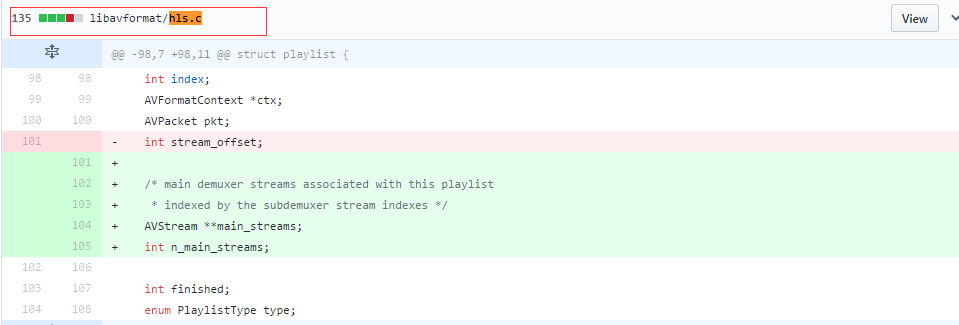 135 libavformat/hls.c View
@@ -98,7 +98,11 @@ struct playlist {
98 98 int index;
99 99 AVFormatContext *ctx;
100 100 AVPacket pkt;
101 - int stream_offset;
101 +
102 + /* main demuxer streams associated with this playlist
103 + * indexed by the subdemuxer stream indexes */
104 + AVStream **main_streams;
105 + int n_main_streams;
102 106
103 107 int finished;
104 108 enum PlaylistType type;